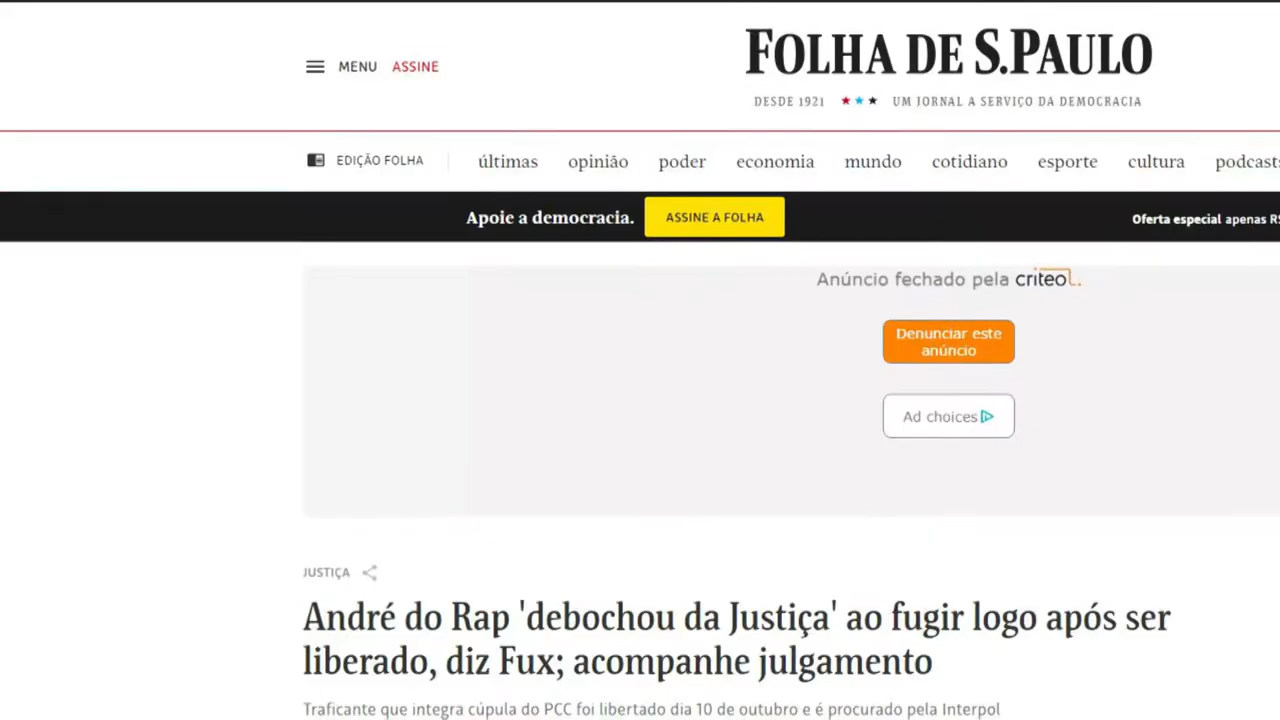 FOLHA DE S.PAULO
MENU ASSINE
DESDE 1921 ★★★ UM JORNAL A SERVIÇO DA DEMOCRACIA
EDIÇÃO FOLHA últimas opinião poder economia mundo cotidiano esporte cultura podcasts
Apoie a democracia. ASSINE A FOLHA Oferta especial apenas R$
Anúncio fechado pela criteo
Denunciar este
anúncio
Ad choices
JUSTIÇA
André do Rap 'debochou da Justiça' ao fugir logo após ser
liberado, diz Fux; acompanhe julgamento
Traficante que integra cúpula do PCC foi libertado dia 10 de outubro e é procurado pela Interpol